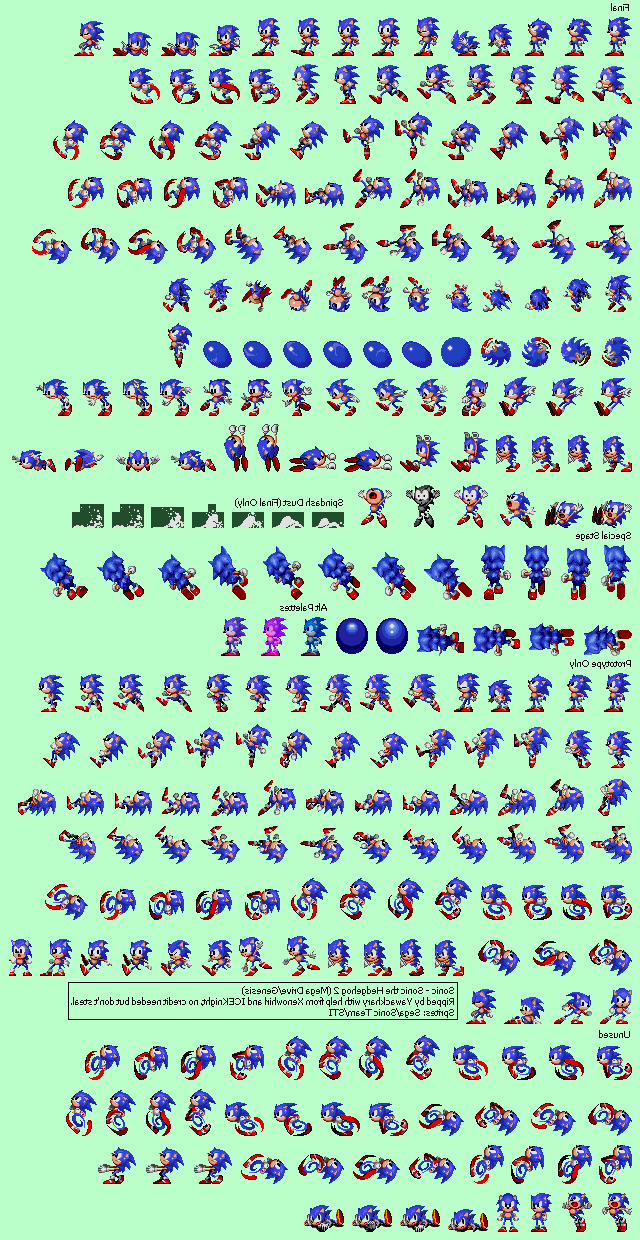 Final
Spindash Dust (Final Only)
Special Stage
Alt Palettes
Prototype Only
Sonic - Sonic the Hedgehog 2 (Mega Drive/Genesis)
Ripped by Yawackhary with help from Xenowhirl and ICEKnight, no credit needed but don't steal.
Sprites: Sega/Sonic Team/STI
Unused